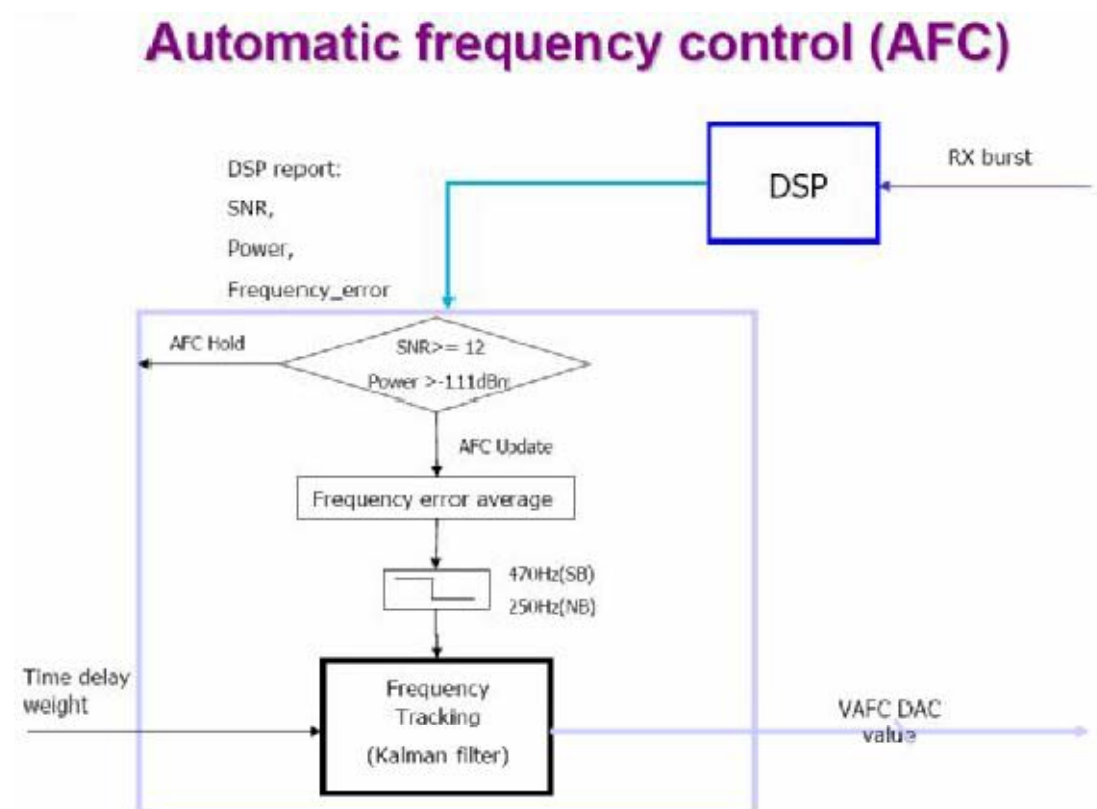 Automatic frequency control (AFC)
DSP report:
SNR,
Power,
Frequency_error
DSP
RX burst
AFC Hold
SNR>= 12
Power >-111dBm
AFC Update
Frequency error average
470Hz(SB)
250Hz(NB)
Time delay
weight
Frequency
Tracking
(Kalman filter)
VAFC DAC
value